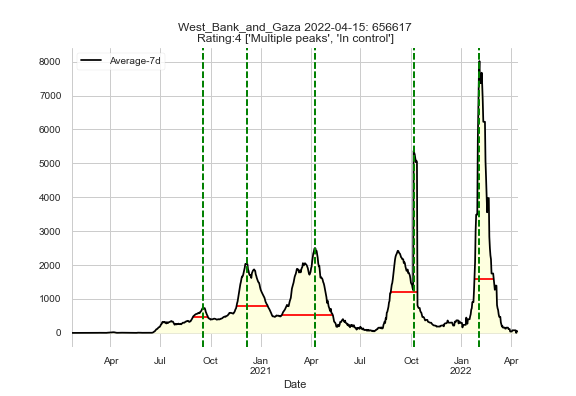 West_Bank_and_Gaza 2022-04-15: 656617
Rating:4 ['Multiple peaks', 'In control']
Average-7d
8000
7000
6000
5000
4000
3000
2000
1000
0
Apr Jul Oct Jan Apr Jul Oct Jan Apr
2021 2022
Date